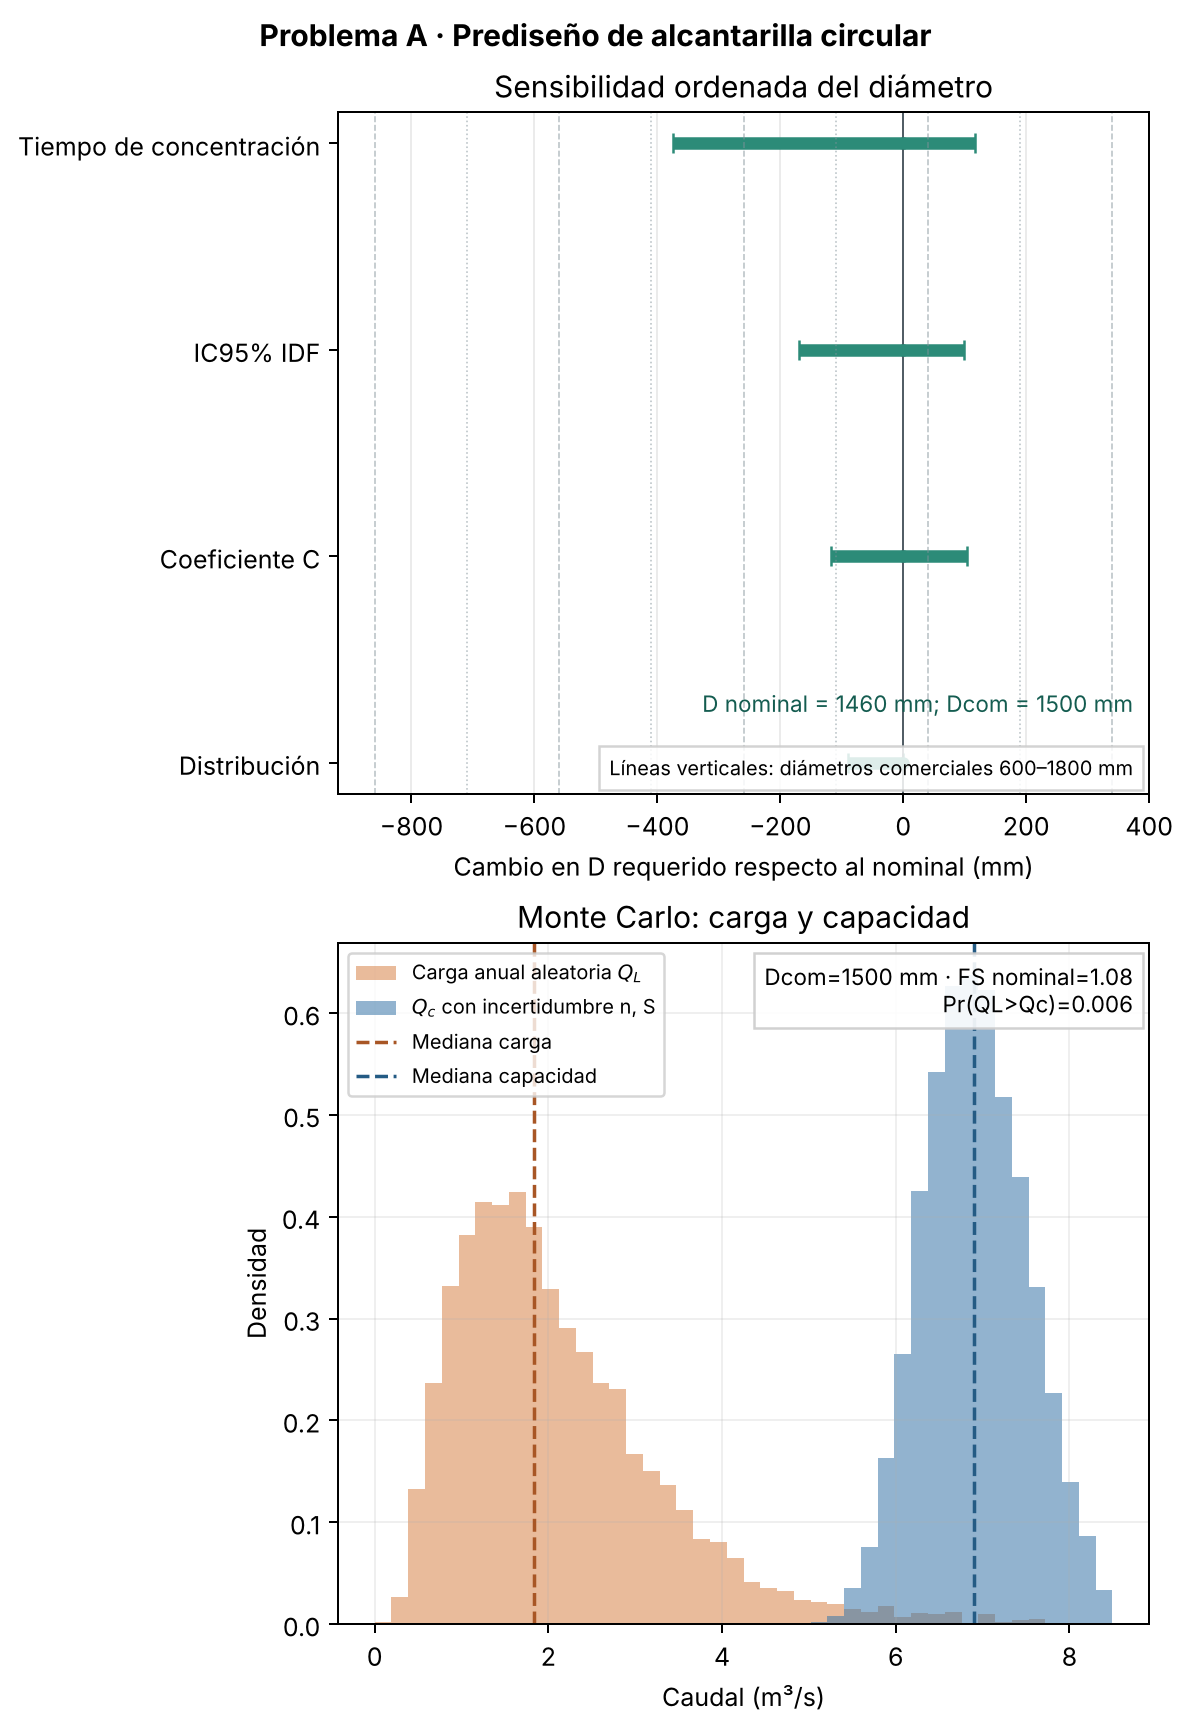 Problema A · Prediseño de alcantarilla circular
Sensibilidad ordenada del diámetro
Tiempo de concentración
IC95% IDF
Coeficiente C
Distribución
D nominal = 1460 mm; Dcom = 1500 mm
Líneas verticales: diámetros comerciales 600–1800 mm
−800 −600 −400 −200 0 200 400
Cambio en D requerido respecto al nominal (mm)
Monte Carlo: carga y capacidad
Carga anual aleatoria Q_L
Q_c con incertidumbre n, S
Mediana carga
Mediana capacidad
Dcom=1500 mm · FS nominal=1.08
Pr(QL>Qc)=0.006
0.6
0.5
0.4
0.3
0.2
0.1
0.0
Densidad
0 2 4 6 8
Caudal (m³/s)